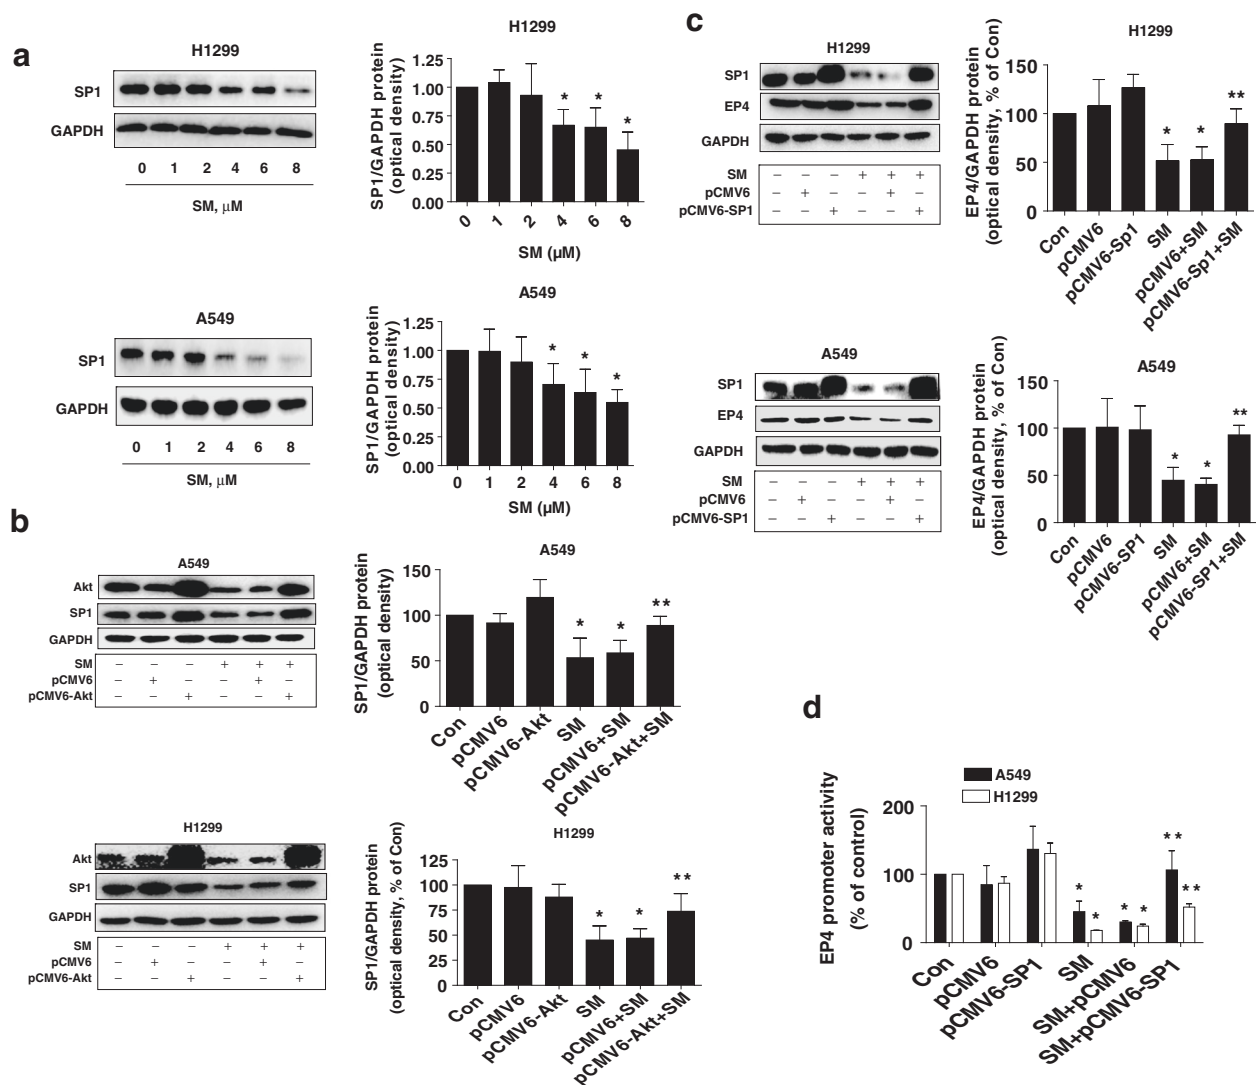 a
H1299
SP1
GAPDH
0 1 2 4 6 8
SM, μM
H1299
SP1/GAPDH protein
(optical density)
1.25
1.00
0.75
0.50
0.25
0.00
* * *
0 1 2 4 6 8
SM (μM)
A549
SP1
GAPDH
0 1 2 4 6 8
SM, μM
A549
SP1/GAPDH protein
(optical density)
1.25
1.00
0.75
0.50
0.25
0.00
* * *
0 1 2 4 6 8
SM (μM)
b
A549
Akt
SP1
GAPDH
SM – – – + + +
pCMV6 – + – – + –
pCMV6-Akt – – + – – +
A549
SP1/GAPDH protein
(optical density)
150
100
50
0
* * **
Con pCMV6 pCMV6-Akt SM pCMV6+SM pCMV6-Akt+SM
H1299
Akt
SP1
GAPDH
SM – – – + + +
pCMV6 – + – – + –
pCMV6-Akt – – + – – +
H1299
SP1/GAPDH protein
(optical density, % of Con)
125
100
75
50
25
0
* * **
Con pCMV6 pCMV6-Akt SM pCMV6+SM pCMV6-Akt+SM
c
H1299
SP1
EP4
GAPDH
SM – – – + + +
pCMV6 – + – – + –
pCMV6-SP1 – – + – – +
H1299
EP4/GAPDH protein
(optical density, % of Con)
150
100
50
0
* * **
Con pCMV6 pCMV6-Sp1 SM pCMV6+SM pCMV6-Sp1+SM
A549
SP1
EP4
GAPDH
SM – – – + + +
pCMV6 – + – – + –
pCMV6-SP1 – – + – – +
A549
EP4/GAPDH protein
(optical density, % of Con)
150
100
50
0
* * **
Con pCMV6 pCMV6-SP1 SM pCMV6+SM pCMV6-SP1+SM
d
A549
H1299
EP4 promoter activity
(% of control)
200
100
0
* * * * ** **
Con pCMV6 pCMV6-SP1 SM SM+pCMV6 SM+pCMV6-SP1